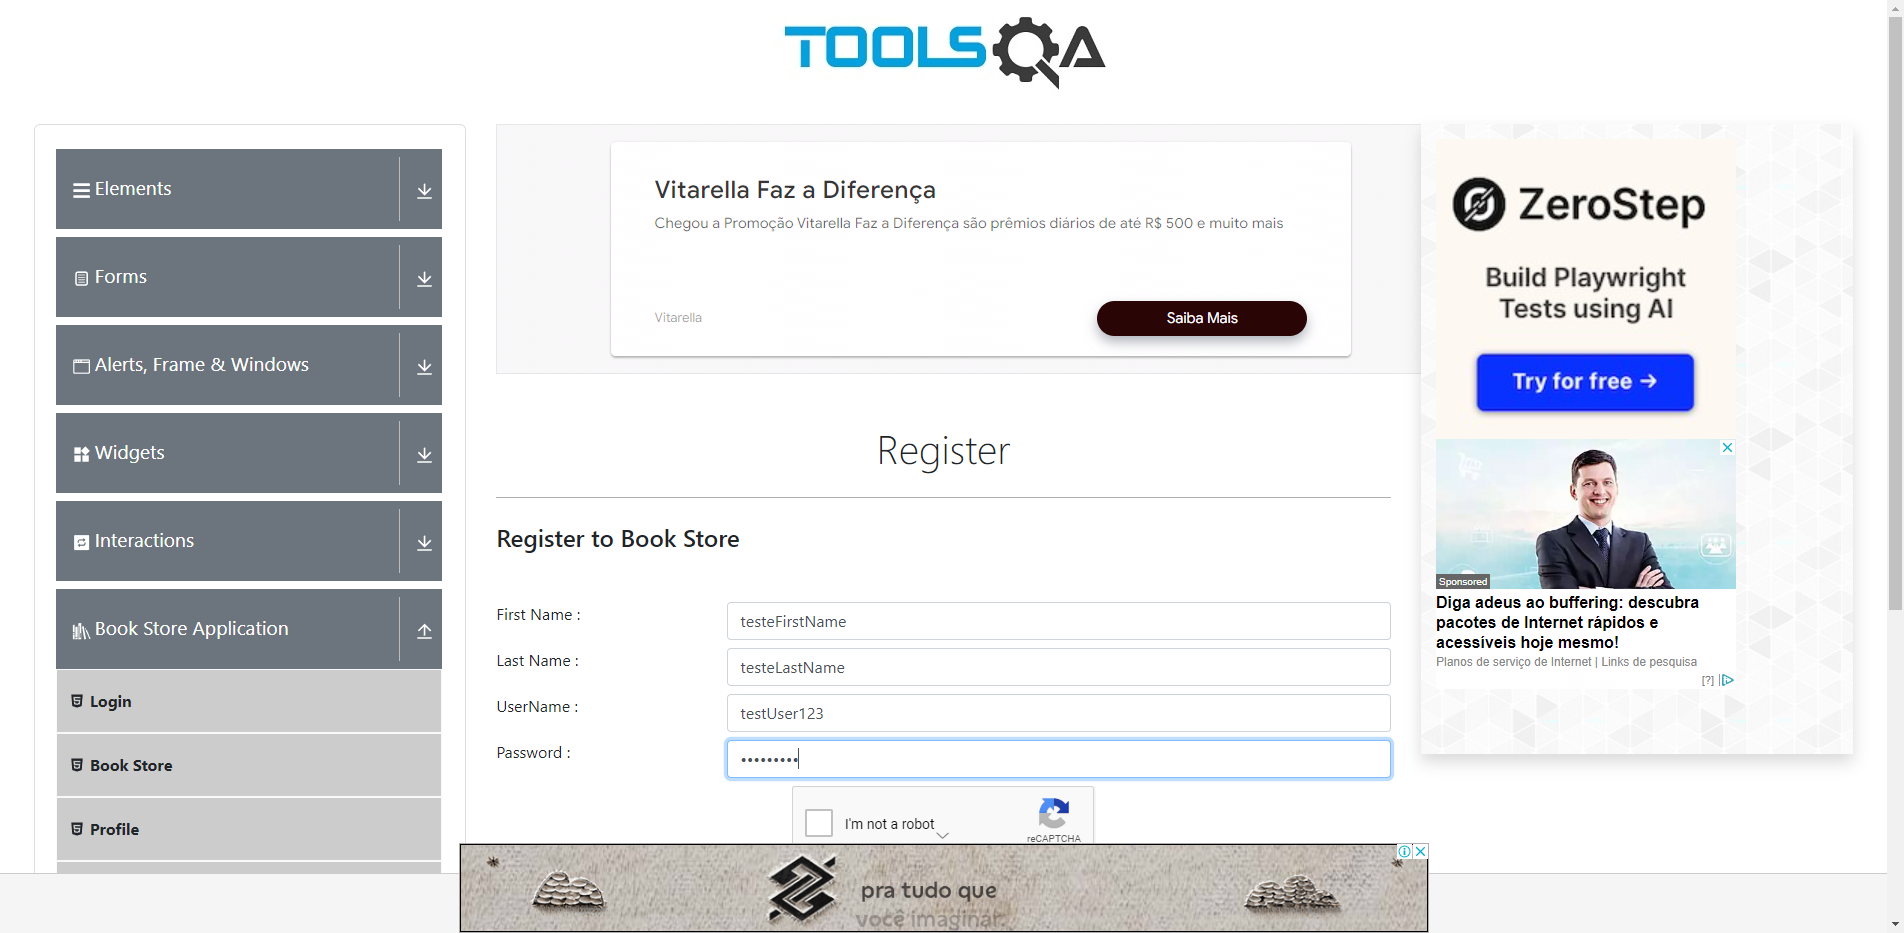 TOOLSQA
Elements
Forms
Alerts, Frame & Windows
Widgets
Interactions
Book Store Application
Login
Book Store
Profile
Vitarella Faz a Diferença
Chegou a Promoção Vitarella Faz a Diferença são prêmios diários de até R$ 500 e muito mais
Vitarella
Saiba Mais
Register
Register to Book Store
First Name :
testeFirstName
Last Name :
testeLastName
UserName :
testUser123
Password :
•••••••••
I'm not a robot
reCAPTCHA
ZeroStep
Build Playwright
Tests using AI
Try for free →
Sponsored
Diga adeus ao buffering: descubra
pacotes de Internet rápidos e
acessíveis hoje mesmo!
Planos de serviço de Internet | Links de pesquisa
[?]
pra tudo que
você imaginar.